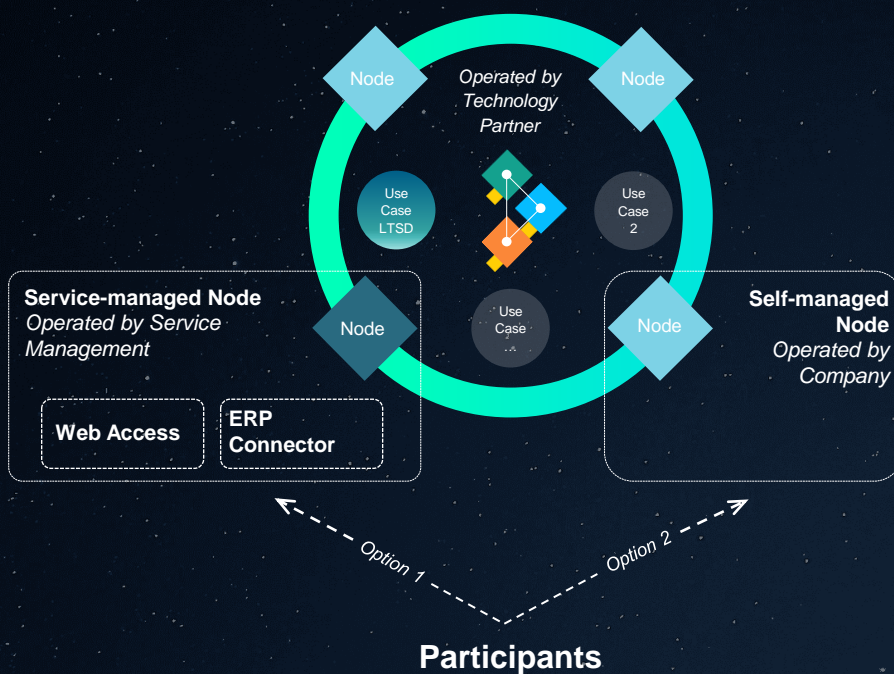 Node
Operated by
Technology
Partner
Node
Use
Case
LTSD
Use
Case
2
Service-managed Node
Operated by Service
Management
Node
Use
Case
...
Node
Self-managed
Node
Operated by
Company
Web Access
ERP
Connector
Option 1
Option 2
Participants